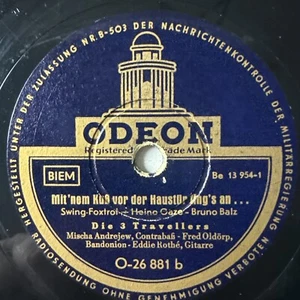 HERGESTELLT UNTER DER ZULASSUNG NR. B-503 DER NACHRICHTENKONTROLLE DER MILITÄRREGIERUNG
RADIOSENDUNG OHNE GENEHMIGUNG VERBOTEN
ODEON
Registered Trade Mark
BIEM
Be 13 954-1
Mit'nem Kuß vor der Haustür fing's an ...
Swing-Foxtrot - Heino Gaze - Bruno Balz
Die 3 Travellers
Mischa Andrejew, Contrabaß - Fred Oldörp,
Bandonion - Eddie Rothé, Gitarre
O-26 881 b